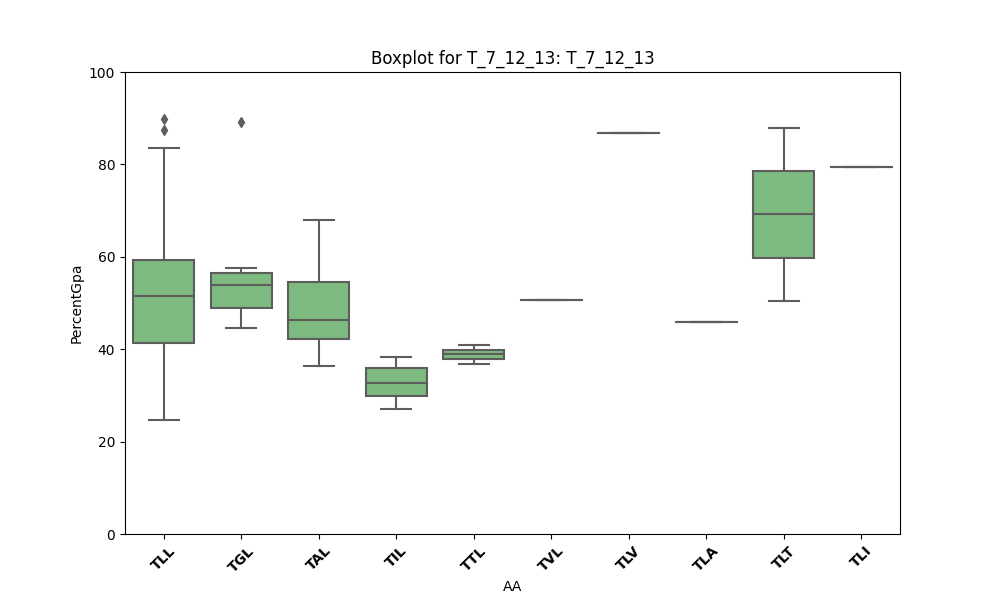 Boxplot for T_7_12_13: T_7_12_13
100
80
60
40
20
0
PercentGpa
TLL TGL TAL TIL TTL TVL TLV TLA TLT TLI
AA